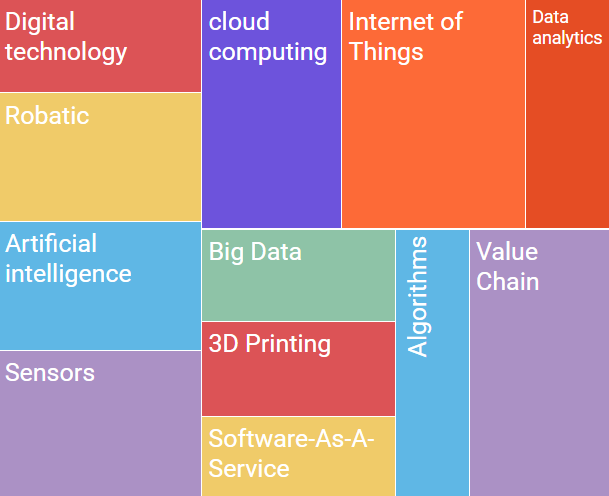 Digital
technology
cloud
computing
Internet of
Things
Data
analytics
Robatic
Artificial
intelligence
Sensors
Big Data
3D Printing
Software-As-A-
Service
Algorithms
Value
Chain